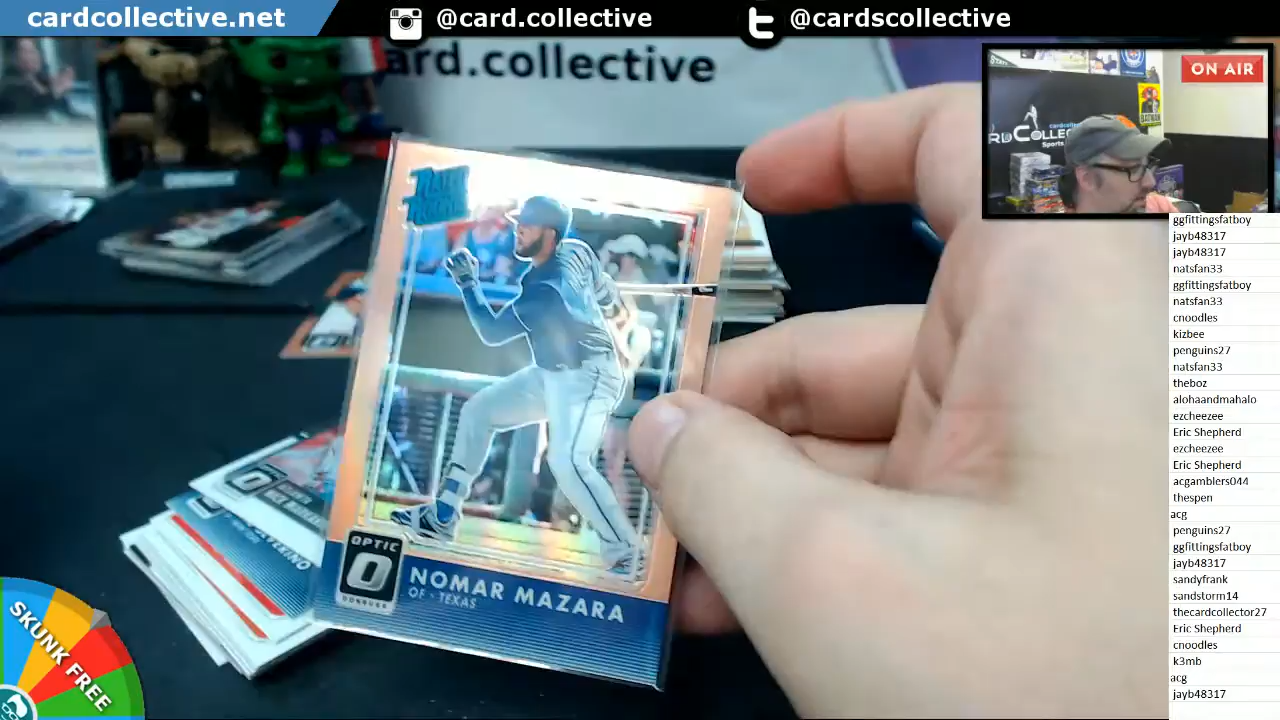 cardcollective.net
@card.collective
@cardscollective
ard.collective
ON AIR
RATED
ROOKIE
OPTIC
DONRUSS
NOMAR MAZARA
OF - TEXAS
SKUNK FREE
ggfittingsfatboy
jayb48317
jayb48317
natsfan33
ggfittingsfatboy
natsfan33
cnoodles
kizbee
penguins27
natsfan33
theboz
alohaandmahalo
ezcheezee
Eric Shepherd
ezcheezee
Eric Shepherd
acgamblers044
thespen
acg
penguins27
ggfittingsfatboy
jayb48317
sandyfrank
sandstorm14
thecardcollector27
Eric Shepherd
cnoodles
k3mb
acg
jayb48317